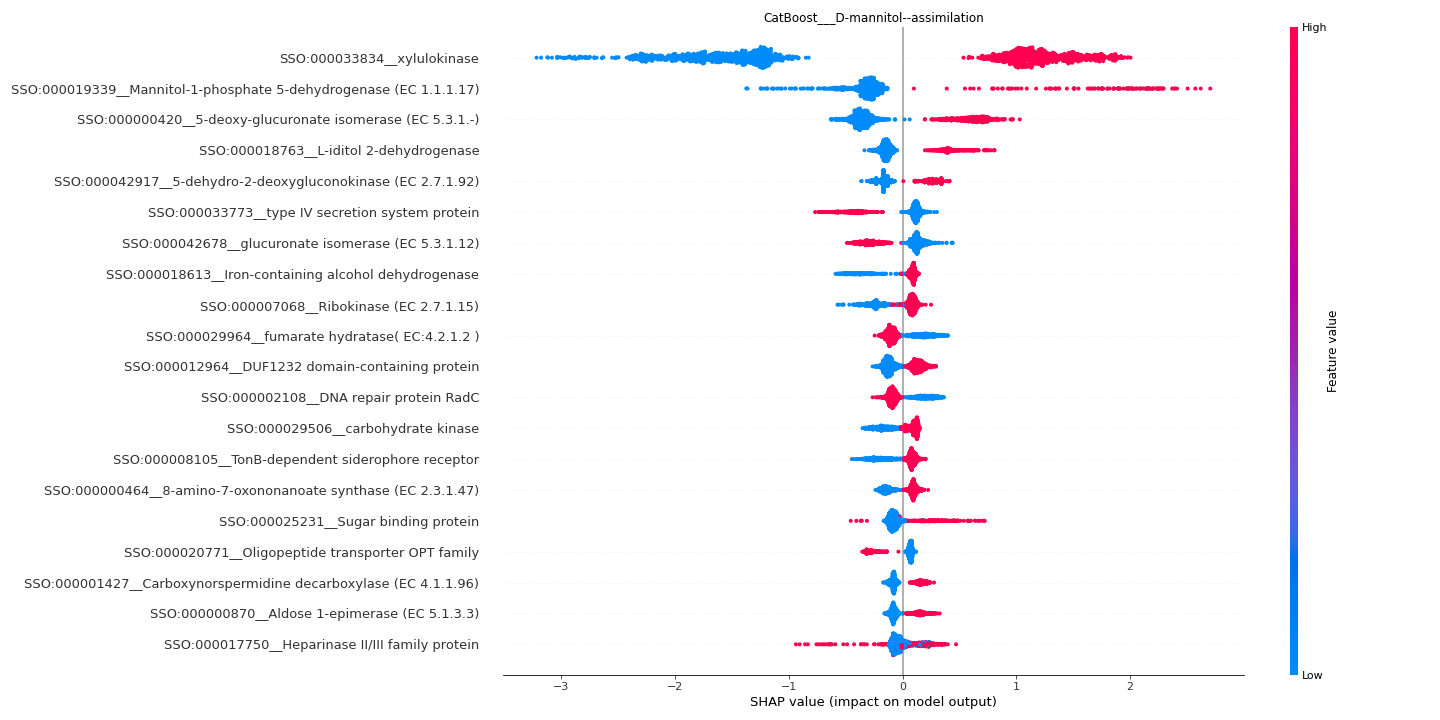 CatBoost___D-mannitol--assimilation
High
SSO:000033834__xylulokinase
SSO:000019339__Mannitol-1-phosphate 5-dehydrogenase (EC 1.1.1.17)
SSO:000000420__5-deoxy-glucuronate isomerase (EC 5.3.1.-)
SSO:000018763__L-iditol 2-dehydrogenase
SSO:000042917__5-dehydro-2-deoxygluconokinase (EC 2.7.1.92)
SSO:000033773__type IV secretion system protein
SSO:000042678__glucuronate isomerase (EC 5.3.1.12)
SSO:000018613__Iron-containing alcohol dehydrogenase
SSO:000007068__Ribokinase (EC 2.7.1.15)
SSO:000029964__fumarate hydratase( EC:4.2.1.2 )
SSO:000012964__DUF1232 domain-containing protein
SSO:000002108__DNA repair protein RadC
SSO:000029506__carbohydrate kinase
SSO:000008105__TonB-dependent siderophore receptor
SSO:000000464__8-amino-7-oxononanoate synthase (EC 2.3.1.47)
SSO:000025231__Sugar binding protein
SSO:000020771__Oligopeptide transporter OPT family
SSO:000001427__Carboxynorspermidine decarboxylase (EC 4.1.1.96)
SSO:000000870__Aldose 1-epimerase (EC 5.1.3.3)
SSO:000017750__Heparinase II/III family protein
Feature value
Low
−3 −2 −1 0 1 2
SHAP value (impact on model output)